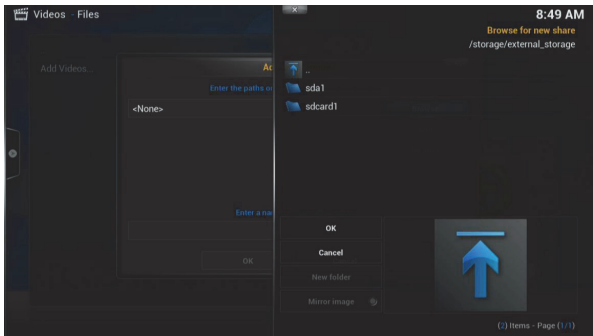 Videos - Files
8:49 AM
Browse for new share
/storage/external_storage
Add Videos...
Enter the paths
<None>
Enter a
OK
..
sda1
sdcard1
OK
Cancel
New folder
Mirror image
(2) Items - Page (1/1)